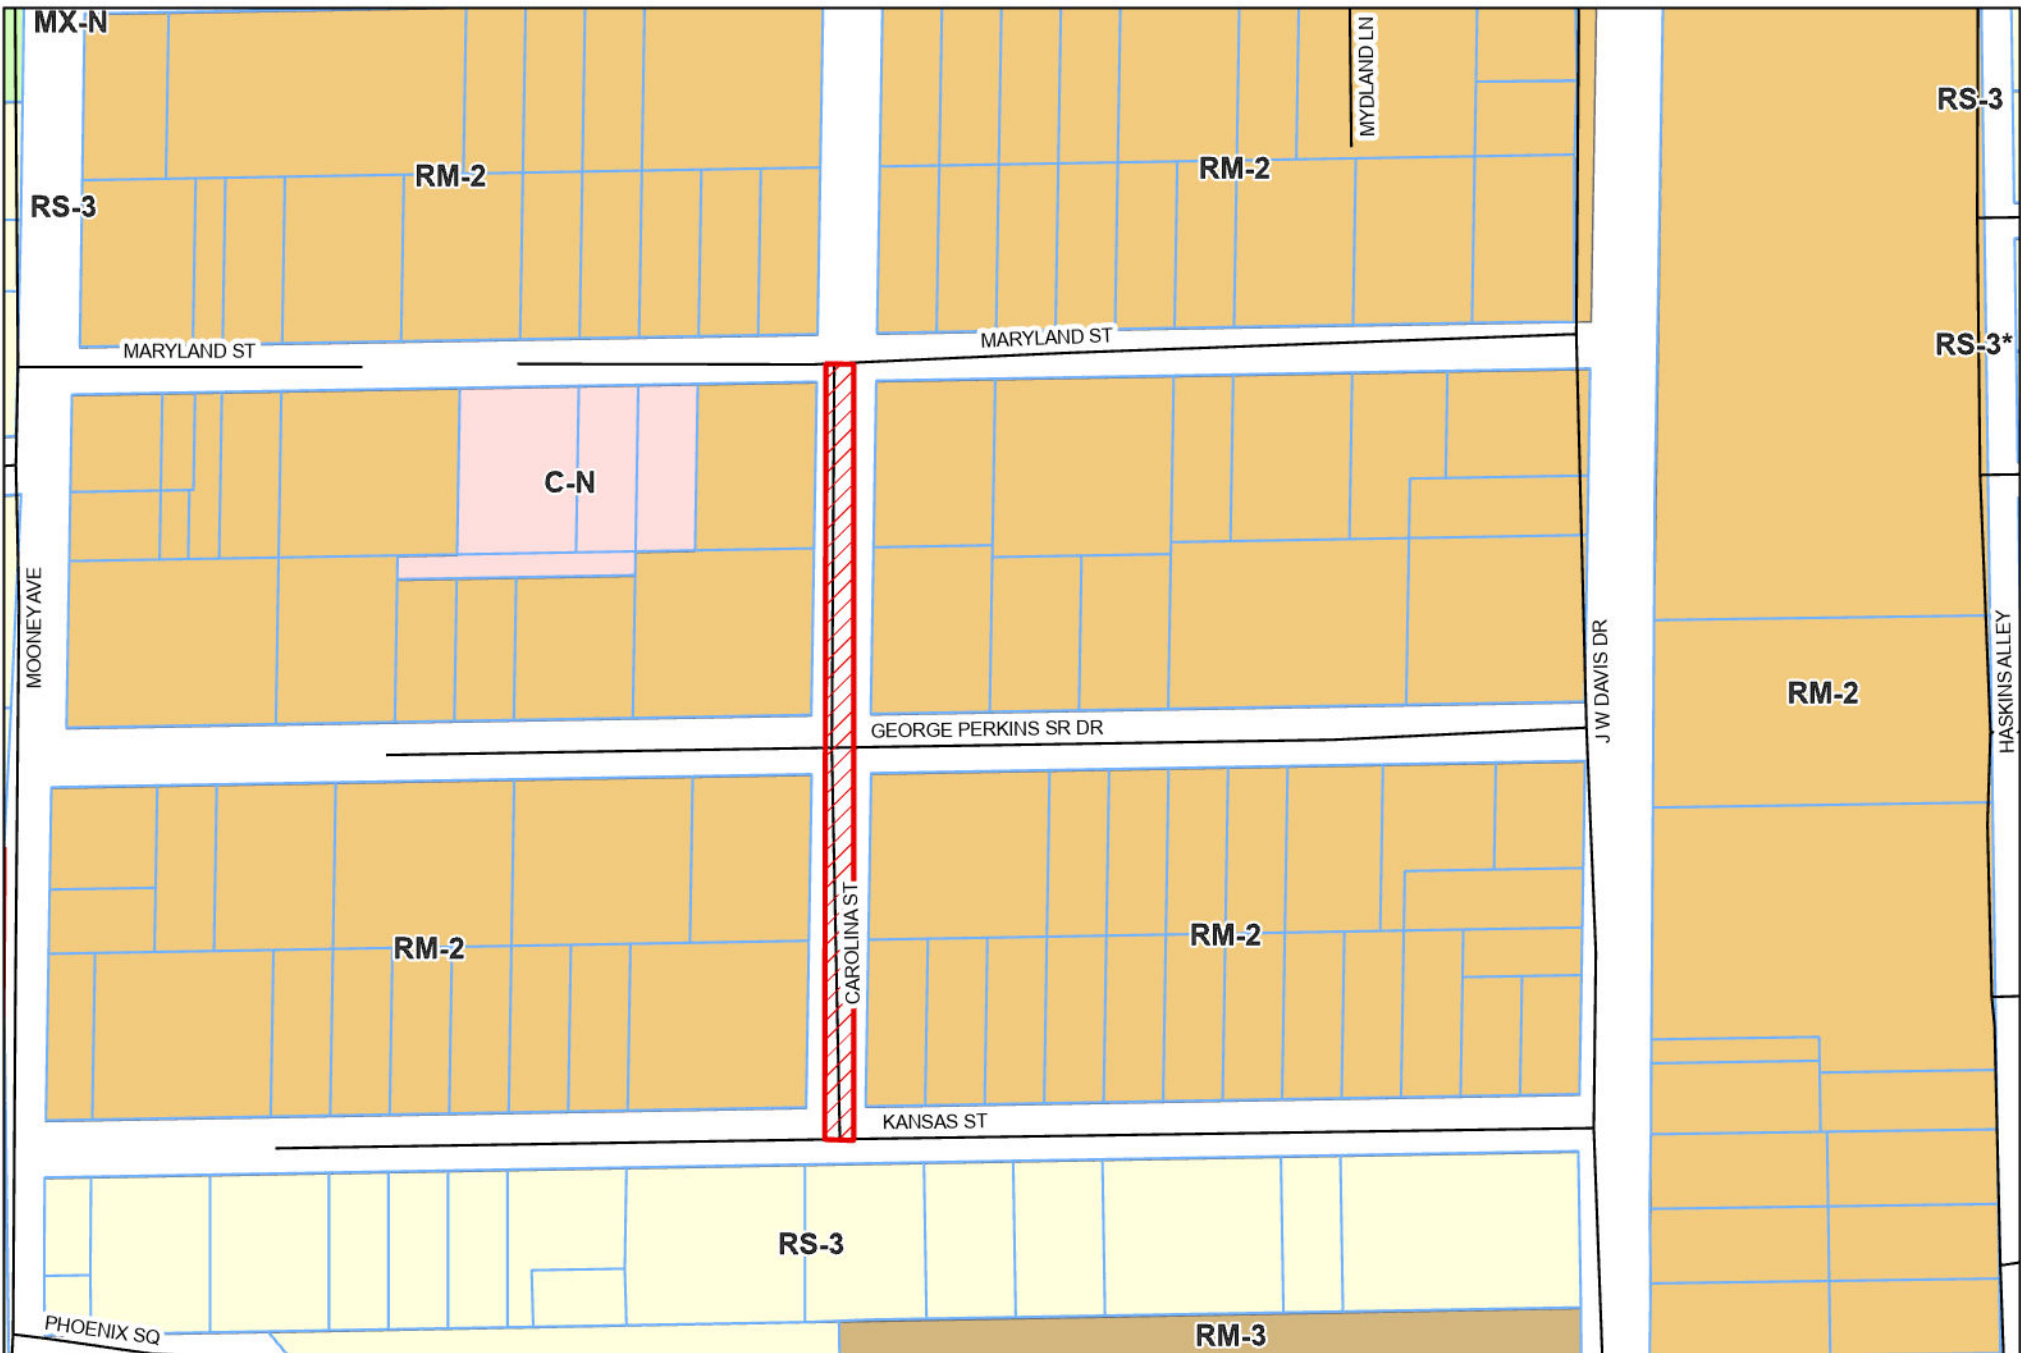 MX-N
MYDLAND LN
RS-3
RM-2
RM-2
RS-3
MARYLAND ST
MARYLAND ST
RS-3*
C-N
MOONEY AVE
J W DAVIS DR
HASKINS ALLEY
RM-2
GEORGE PERKINS SR DR
CAROLINA ST
RM-2
RM-2
KANSAS ST
RS-3
PHOENIX SQ
RM-3